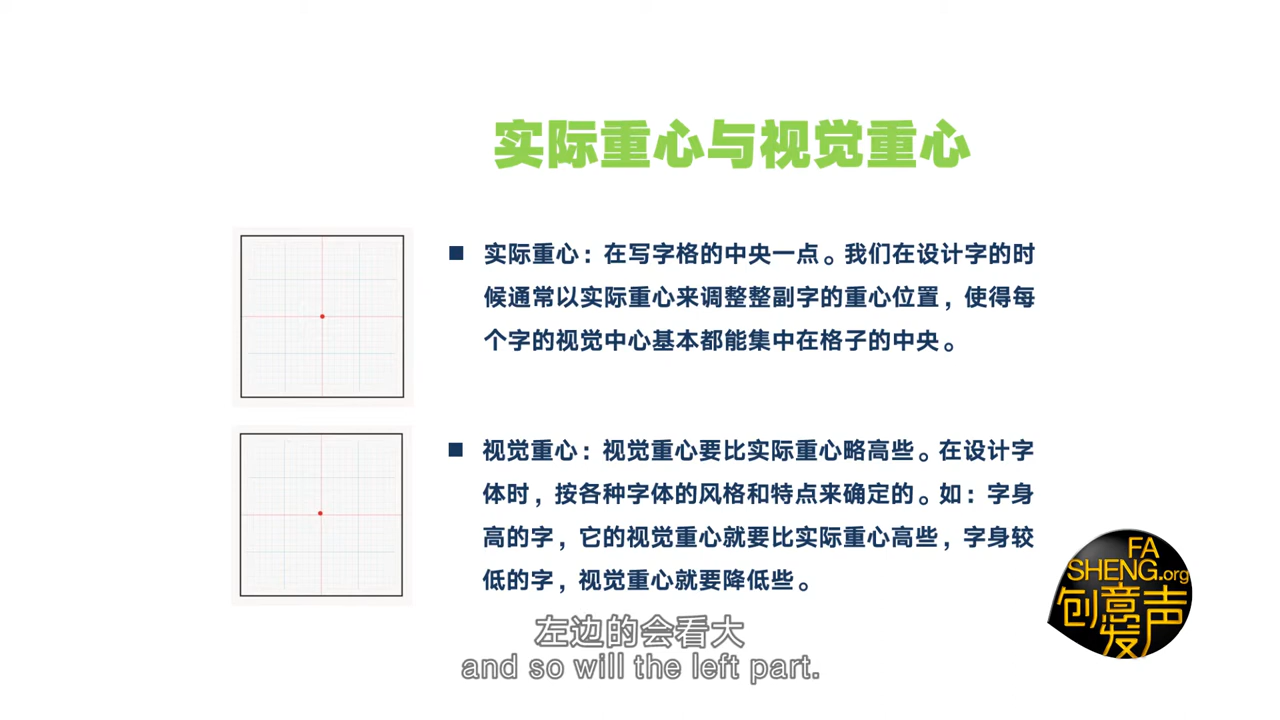 实际重心与视觉重心
■ 实际重心：在写字格的中央一点。我们在设计字的时
候通常以实际重心来调整整副字的重心位置，使得每
个字的视觉中心基本都能集中在格子的中央。
■ 视觉重心：视觉重心要比实际重心略高些。在设计字
体时，按各种字体的风格和特点来确定的。如：字身
高的字，它的视觉重心就要比实际重心高些，字身较
低的字，视觉重心就要降低些。
FA
SHENG.org
创意
发声
左边的会看大
and so will the left part.